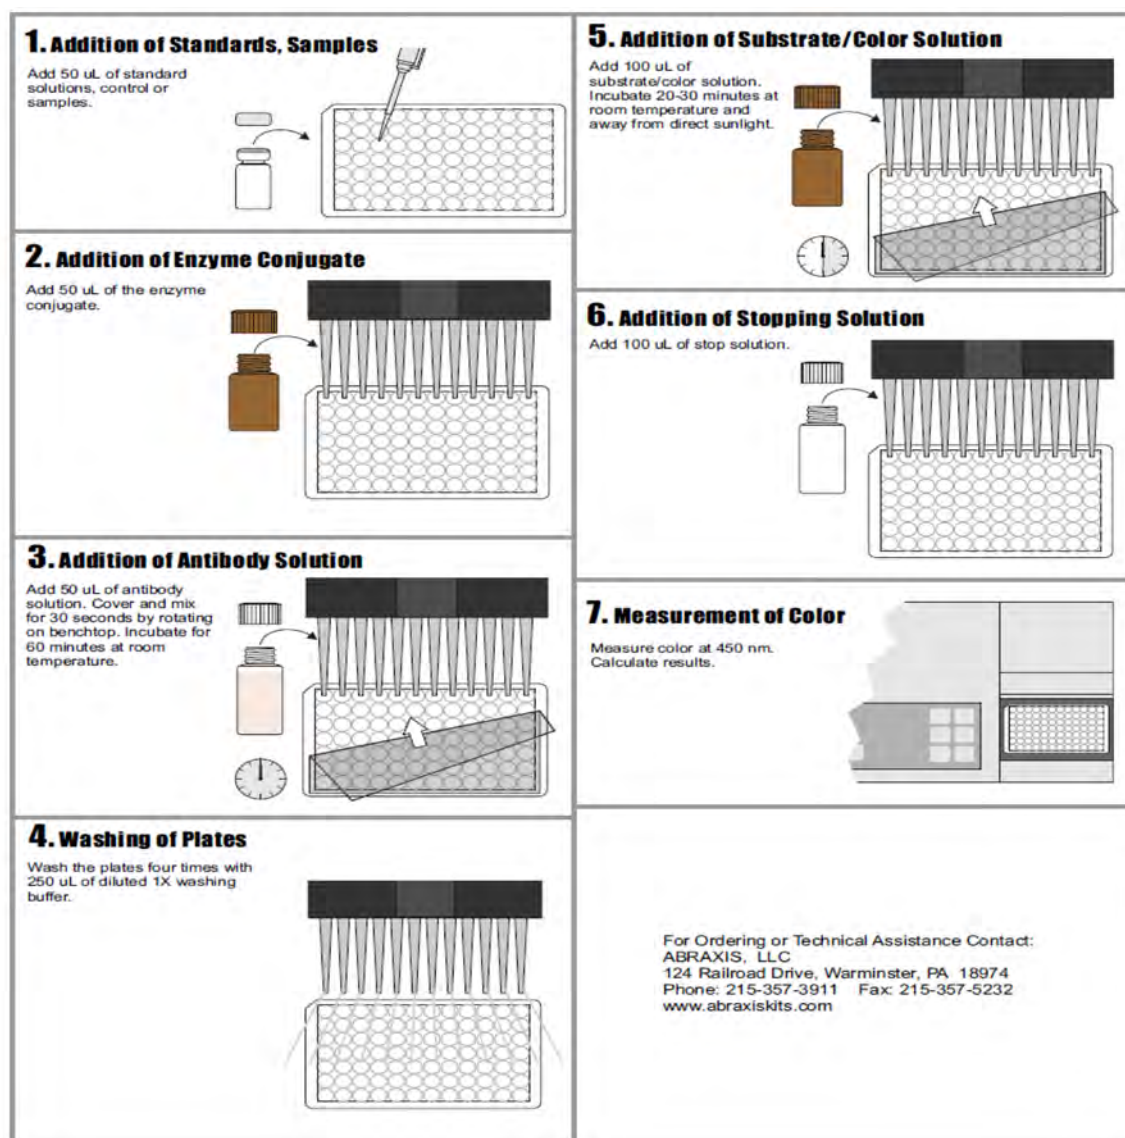 1. Addition of Standards, Samples
Add 50 uL of standard
solutions, control or
samples.
2. Addition of Enzyme Conjugate
Add 50 uL of the enzyme
conjugate.
3. Addition of Antibody Solution
Add 50 uL of antibody
solution. Cover and mix
for 30 seconds by rotating
on benchtop. Incubate for
60 minutes at room
temperature.
4. Washing of Plates
Wash the plates four times with
250 uL of diluted 1X washing
buffer.
5. Addition of Substrate/Color Solution
Add 100 uL of
substrate/color solution.
Incubate 20-30 minutes at
room temperature and
away from direct sunlight.
6. Addition of Stopping Solution
Add 100 uL of stop solution.
7. Measurement of Color
Measure color at 450 nm.
Calculate results.
For Ordering or Technical Assistance Contact:
ABRAXIS, LLC
124 Railroad Drive, Warminster, PA 18974
Phone: 215-357-3911 Fax: 215-357-5232
www.abraxiskits.com